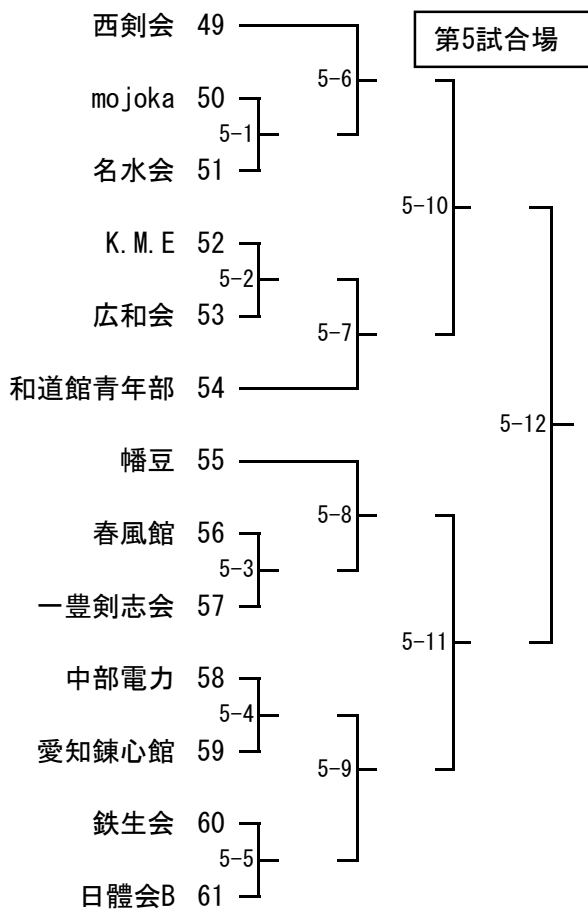 第5試合場
西剣会 49
5-6
mojoka 50
5-1
名水会 51
5-10
K.M.E 52
5-2
広和会 53
5-7
和道館青年部 54
5-12
幡豆 55
5-8
春風館 56
5-3
一豊剣志会 57
5-11
中部電力 58
5-4
愛知錬心館 59
5-9
鉄生会 60
5-5
日體会B 61